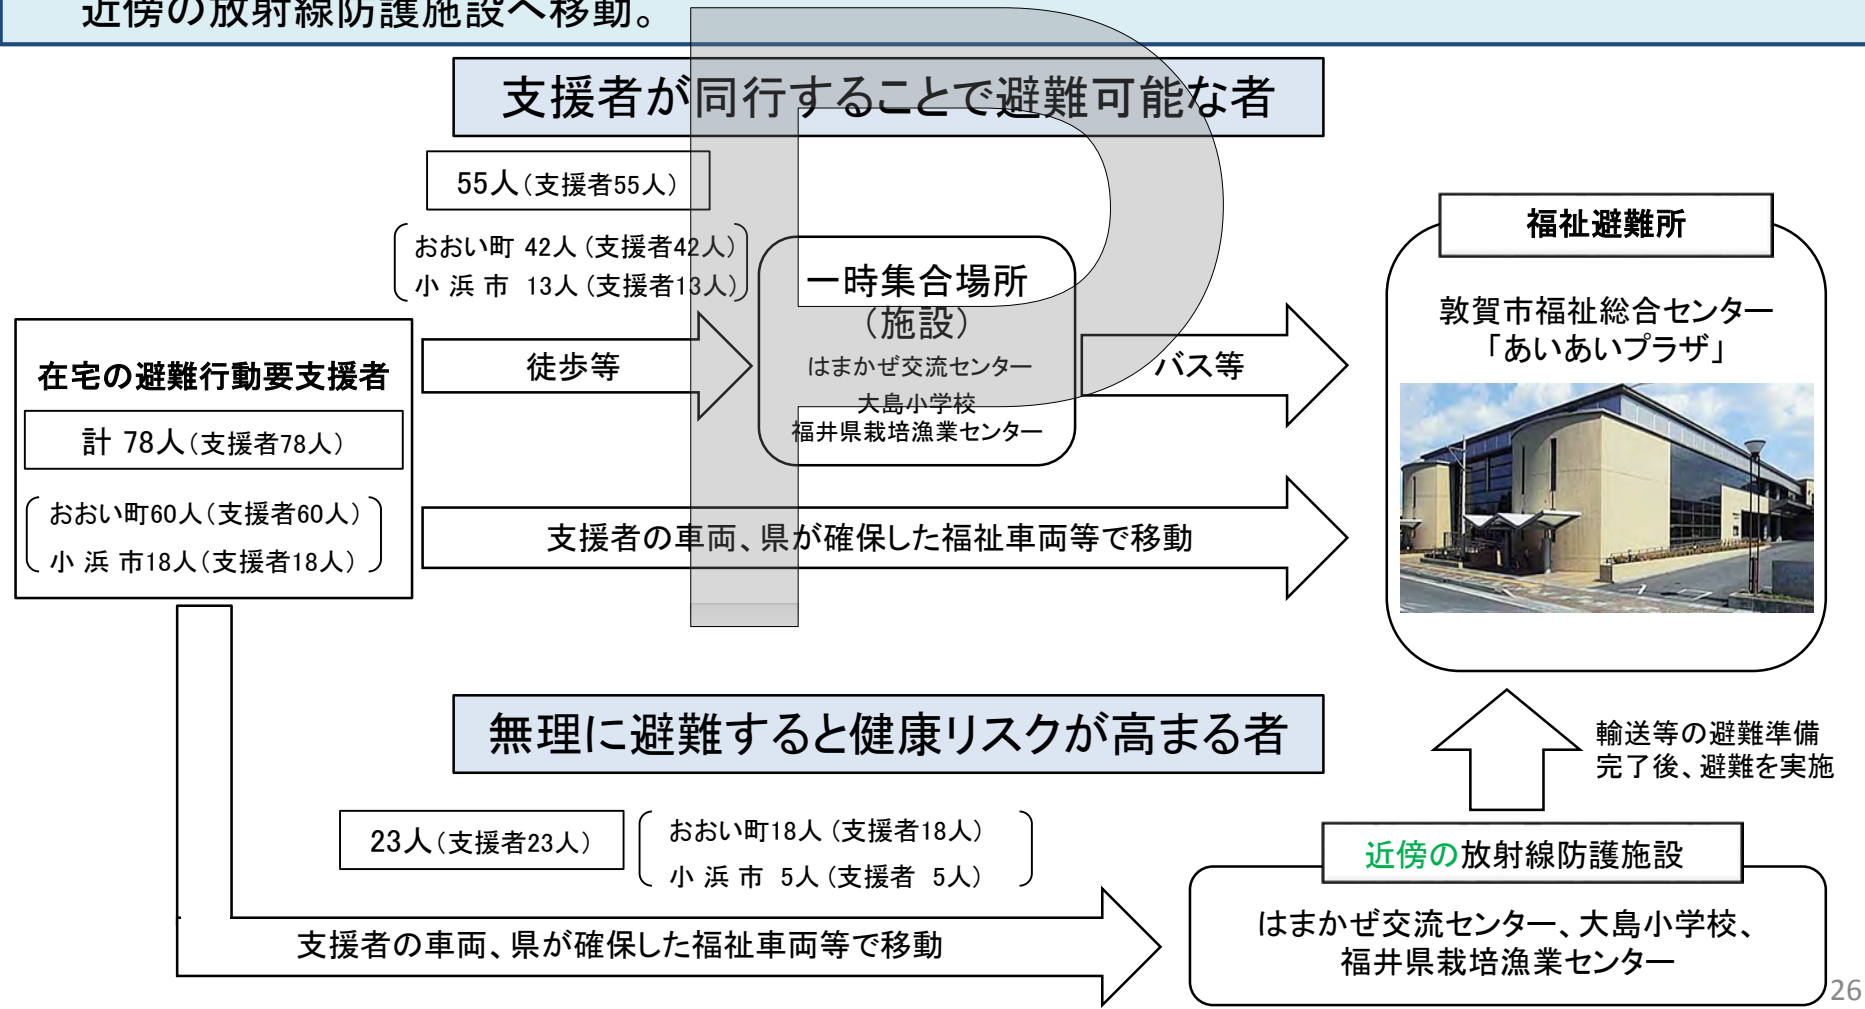 近傍の放射線防護施設へ移動。
支援者が同行することで避難可能な者
55人（支援者55人）
おおい町 42人（支援者42人）
小 浜 市 13人（支援者13人）
在宅の避難行動要支援者
計 78人（支援者78人）
おおい町60人（支援者60人）
小 浜 市18人（支援者18人）
徒歩等
一時集合場所
（施設）
はまかぜ交流センター
大島小学校
福井県栽培漁業センター
バス等
支援者の車両、県が確保した福祉車両等で移動
福祉避難所
敦賀市福祉総合センター
「あいあいプラザ」
無理に避難すると健康リスクが高まる者
23人（支援者23人）
おおい町18人（支援者18人）
小 浜 市 5人（支援者 5人）
支援者の車両、県が確保した福祉車両等で移動
輸送等の避難準備
完了後、避難を実施
近傍の放射線防護施設
はまかぜ交流センター、大島小学校、
福井県栽培漁業センター
P
26